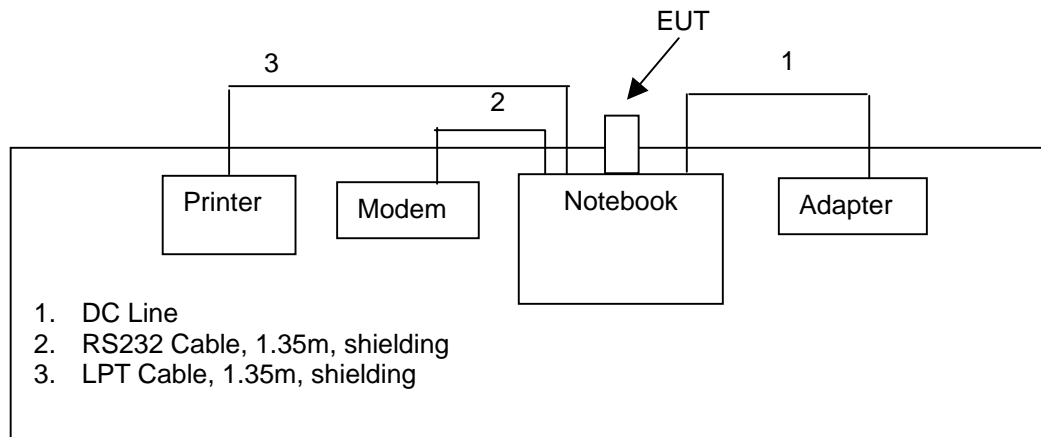 EUT
3
1
2
Printer
Modem
Notebook
Adapter
1. DC Line
2. RS232 Cable, 1.35m, shielding
3. LPT Cable, 1.35m, shielding